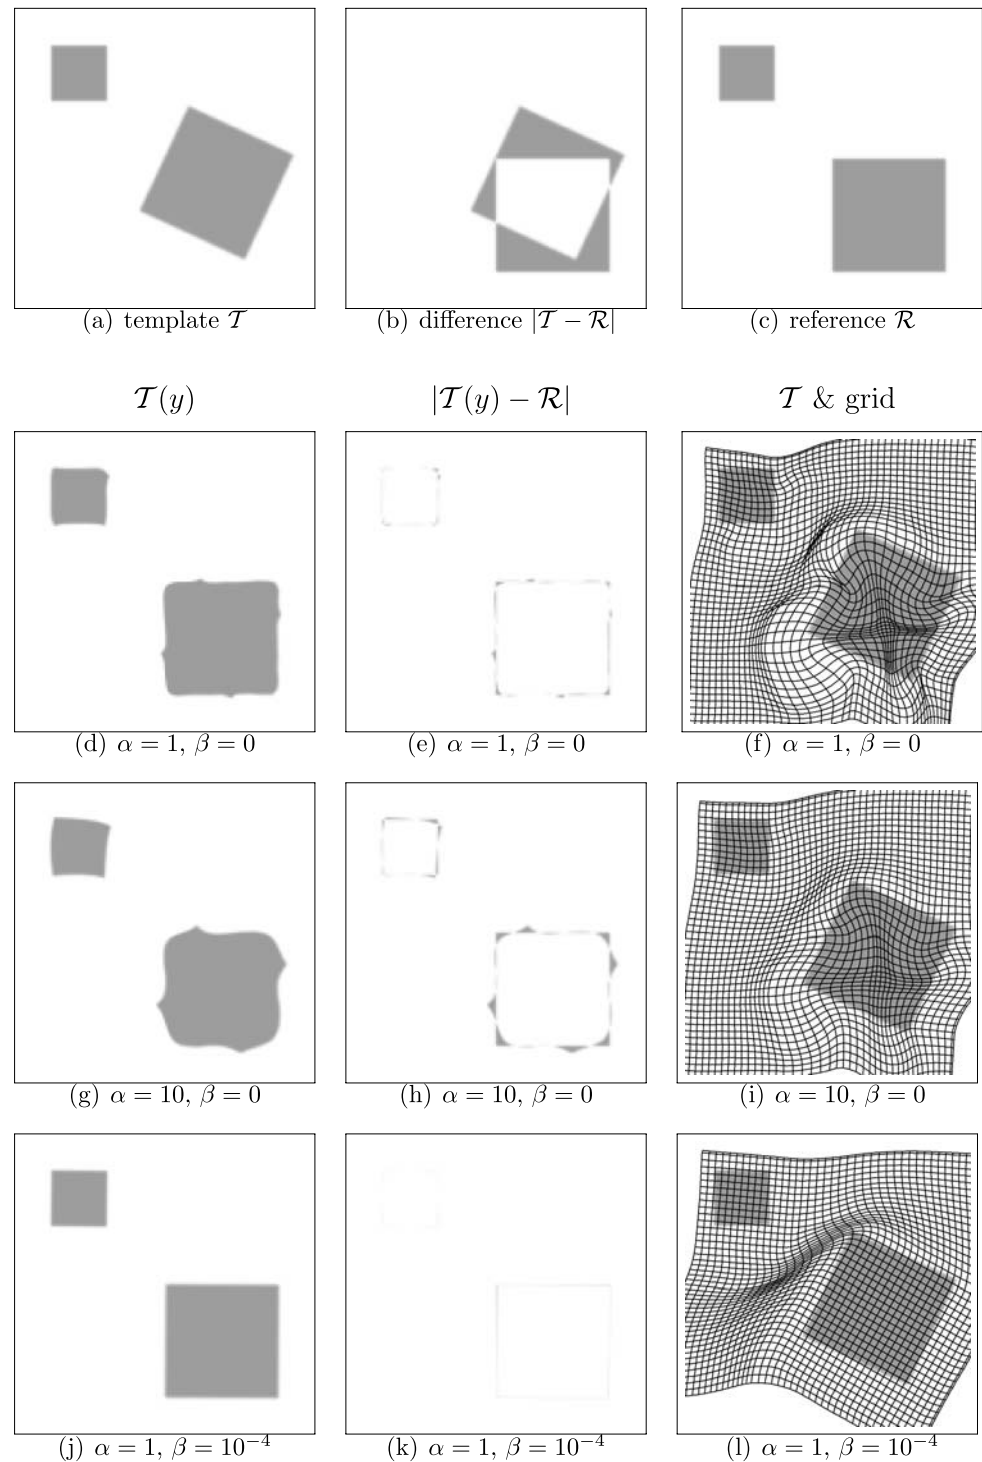 (a) template 𝒯 (b) difference |𝒯 − ℛ| (c) reference ℛ
𝒯(y) |𝒯(y) − ℛ| 𝒯 & grid
(d) α = 1, β = 0 (e) α = 1, β = 0 (f) α = 1, β = 0
(g) α = 10, β = 0 (h) α = 10, β = 0 (i) α = 10, β = 0
(j) α = 1, β = 10⁻⁴ (k) α = 1, β = 10⁻⁴ (l) α = 1, β = 10⁻⁴